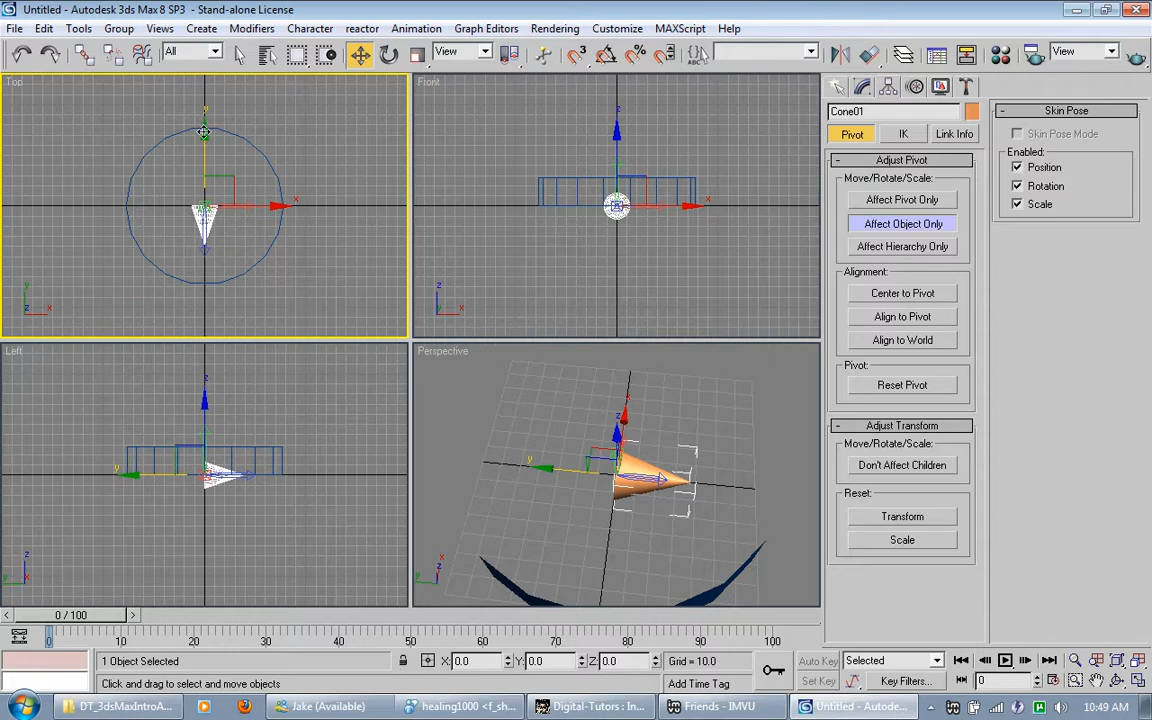 Untitled - Autodesk 3ds Max 8 SP3 - Stand-alone License
File Edit Tools Group Views Create Modifiers Character reactor Animation Graph Editors Rendering Customize MAXScript Help
All View View
Top
y
x
y
z x
Front
z
x
z
y x
Left
z
y
z
y x
Perspective
x
z
y
x
z
y
Cone01
Pivot IK Link Info
- Adjust Pivot
Move/Rotate/Scale:
Affect Pivot Only
Affect Object Only
Affect Hierarchy Only
Alignment:
Center to Pivot
Align to Pivot
Align to World
Pivot:
Reset Pivot
- Adjust Transform
Move/Rotate/Scale:
Don't Affect Children
Reset:
Transform
Scale
- Skin Pose
Skin Pose Mode
Enabled:
Position
Rotation
Scale
< 0 / 100 >
0 10 20 30 40 50 60 70 80 90 100
1 Object Selected X: 0.0 Y: 0.0 Z: 0.0 Grid = 10.0 Auto Key Selected
Click and drag to select and move objects Add Time Tag Set Key Key Filters... 0
DT_3dsMaxIntroA... Jake (Available) healing1000 <f_sh... Digital-Tutors : In... Friends - IMVU Untitled - Autode... 10:49 AM